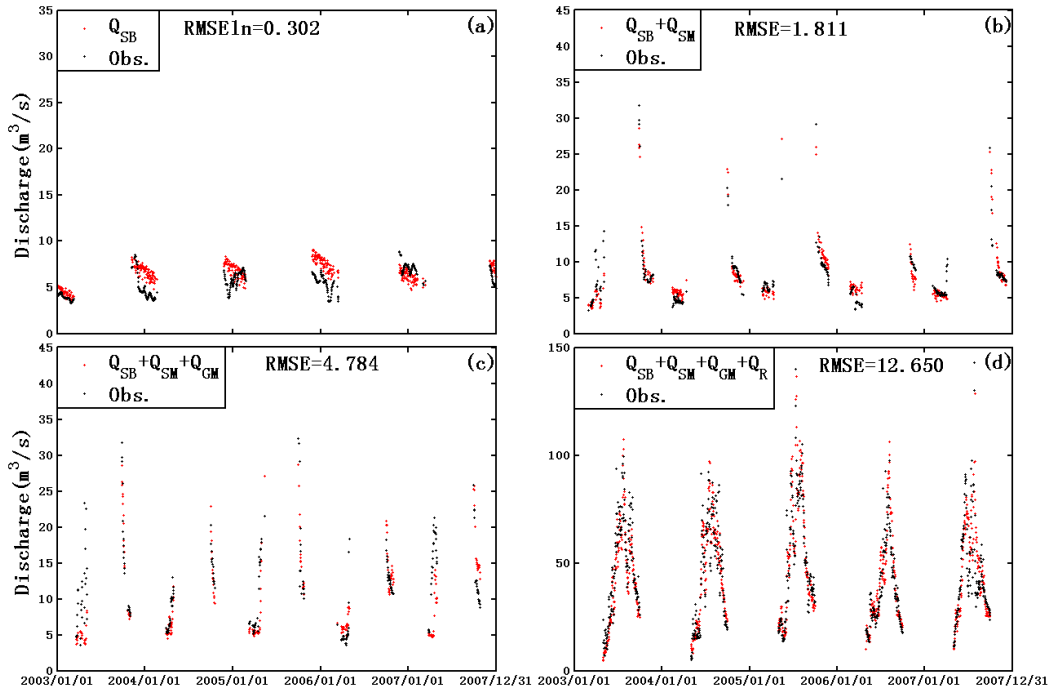 35
30
25
20
15
10
5
0
Discharge(m³/s)
Q_SB
Obs.
RMSEln=0.302
(a)
45
40
35
30
25
20
15
10
5
0
Q_SB+Q_SM
Obs.
RMSE=1.811
(b)
45
40
35
30
25
20
15
10
5
0
Discharge(m³/s)
Q_SB+Q_SM+Q_GM
Obs.
RMSE=4.784
(c)
2003/01/01 2004/01/01 2005/01/01 2006/01/01 2007/01/01 2007/12/31
150
100
50
0
Q_SB+Q_SM+Q_GM+Q_R
Obs.
RMSE=12.650
(d)
2003/01/01 2004/01/01 2005/01/01 2006/01/01 2007/01/01 2007/12/31